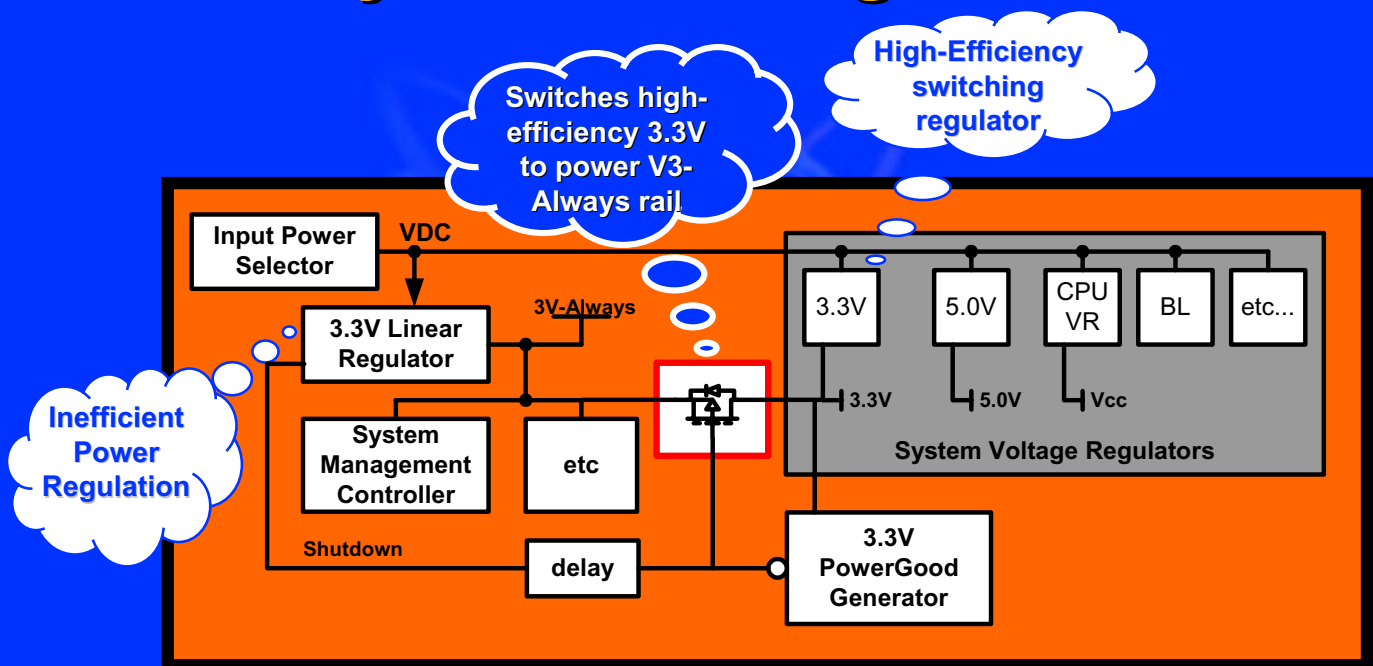 High-Efficiency
switching
regulator
Switches high-
efficiency 3.3V
to power V3-
Always rail
Input Power
Selector
VDC
3.3V
5.0V
CPU
VR
BL
etc...
3V-Always
3.3V Linear
Regulator
3.3V
5.0V
Vcc
Inefficient
Power
Regulation
System
Management
Controller
etc
System Voltage Regulators
Shutdown
delay
3.3V
PowerGood
Generator